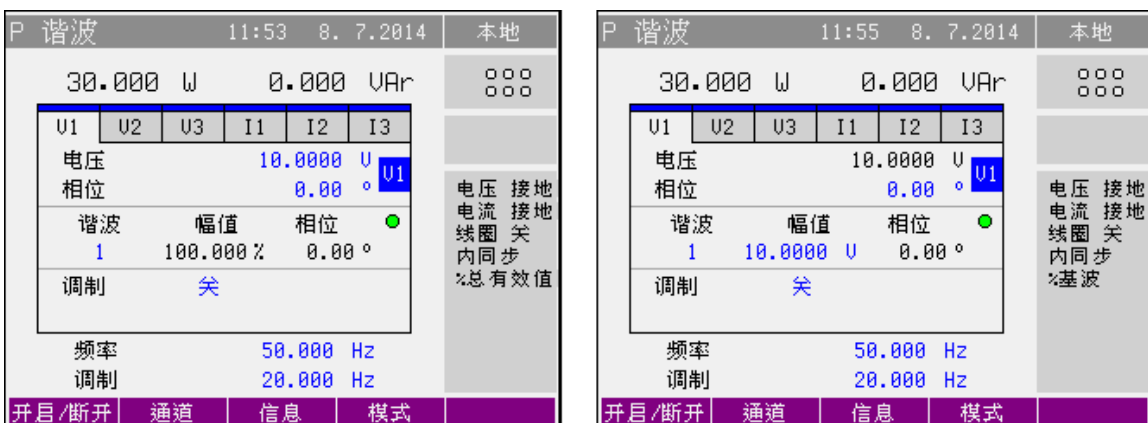 P 谐波 11:53 8. 7.2014 本地
30.000 W 0.000 VAr
V1 V2 V3 I1 I2 I3
电压 10.0000 V
V1
相位 0.00 °
谐波 幅值 相位
1 100.000% 0.00 °
调制 关
频率 50.000 Hz
调制 20.000 Hz
电压 接地
电流 接地
线圈 关
内同步
%总有效值
开启/断开 通道 信息 模式
P 谐波 11:55 8. 7.2014 本地
30.000 W 0.000 VAr
V1 V2 V3 I1 I2 I3
电压 10.0000 V
V1
相位 0.00 °
谐波 幅值 相位
1 10.0000 V 0.00 °
调制 关
频率 50.000 Hz
调制 20.000 Hz
电压 接地
电流 接地
线圈 关
内同步
%基波
开启/断开 通道 信息 模式